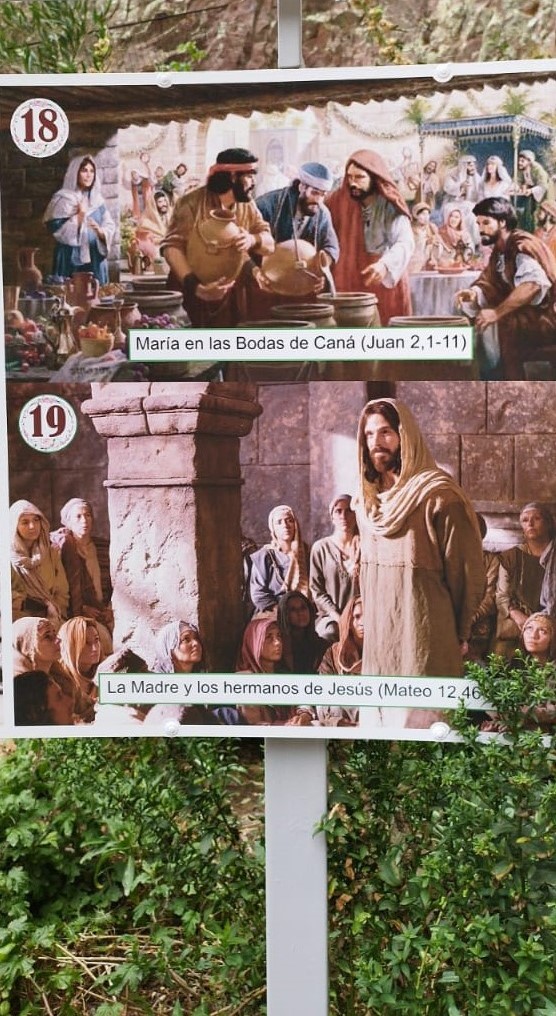 18
María en las Bodas de Caná (Juan 2,1-11)
19
La Madre y los hermanos de Jesús (Mateo 12,46